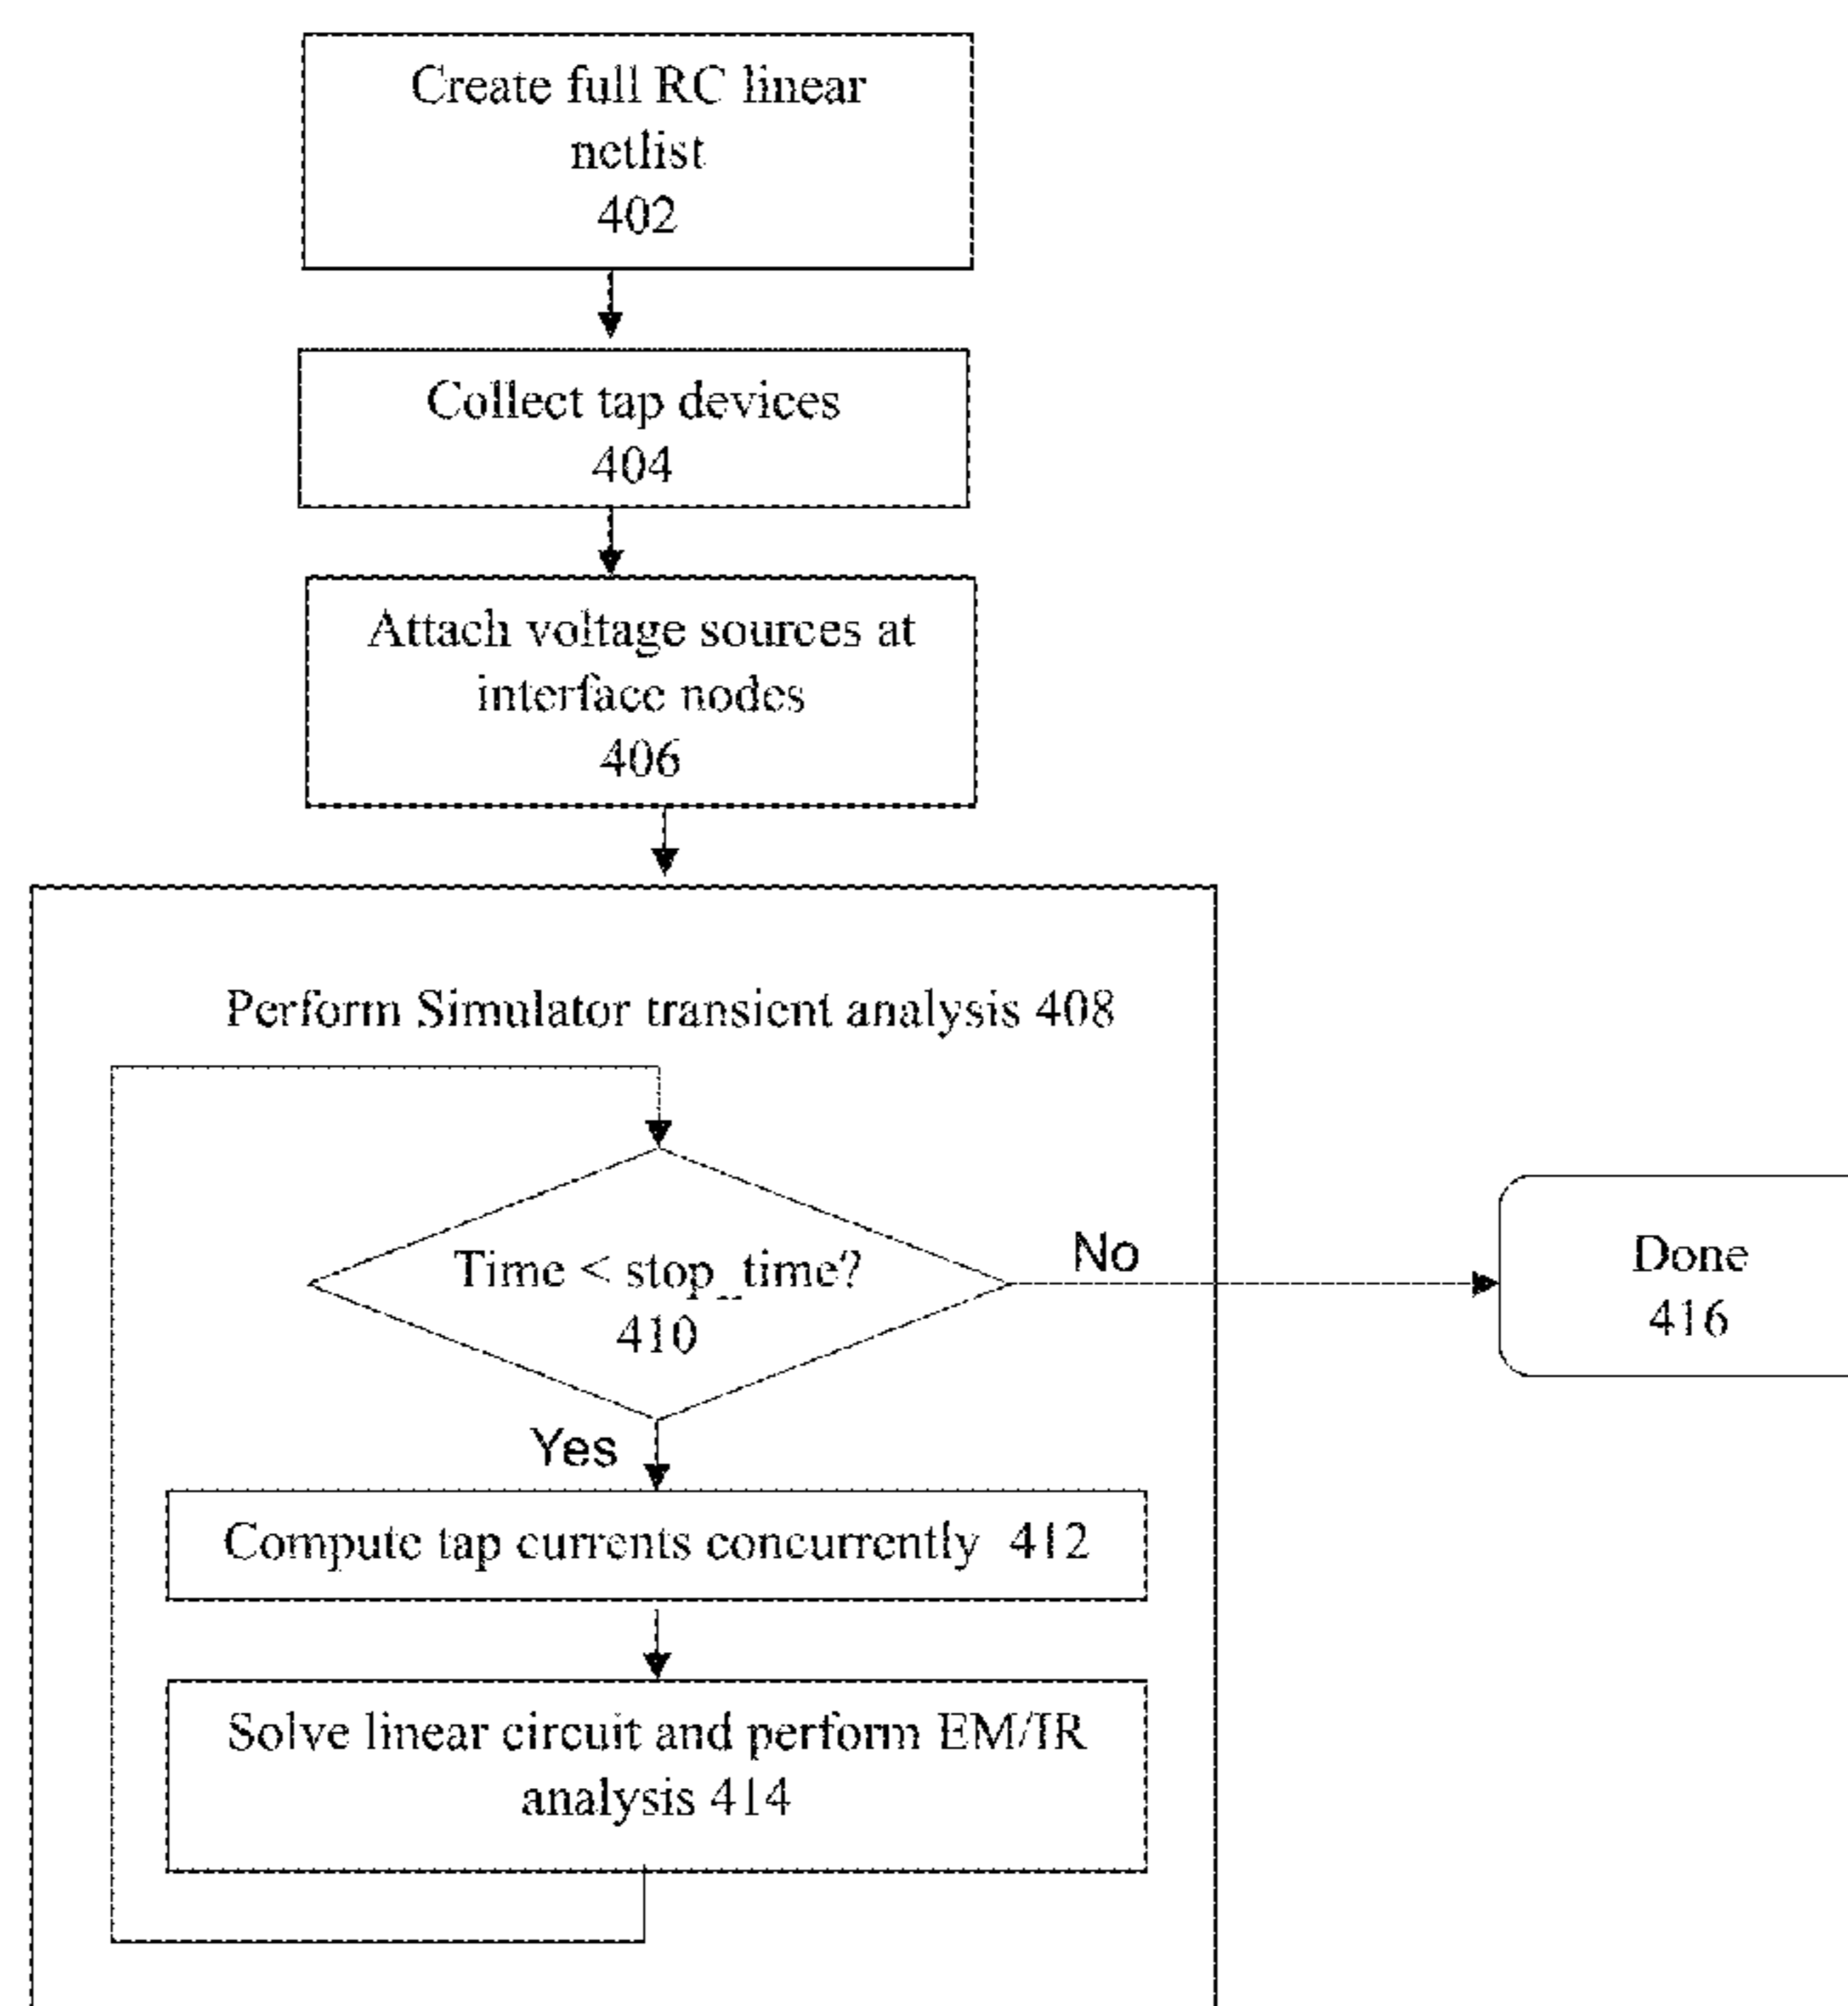 Create full RC linear
netlist
402
Collect tap devices
404
Attach voltage sources at
interface nodes
406
Perform Simulator transient analysis 408
Time < stop_time?
410
No
Done
416
Yes
Compute tap currents concurrently 412
Solve linear circuit and perform EM/IR
analysis 414